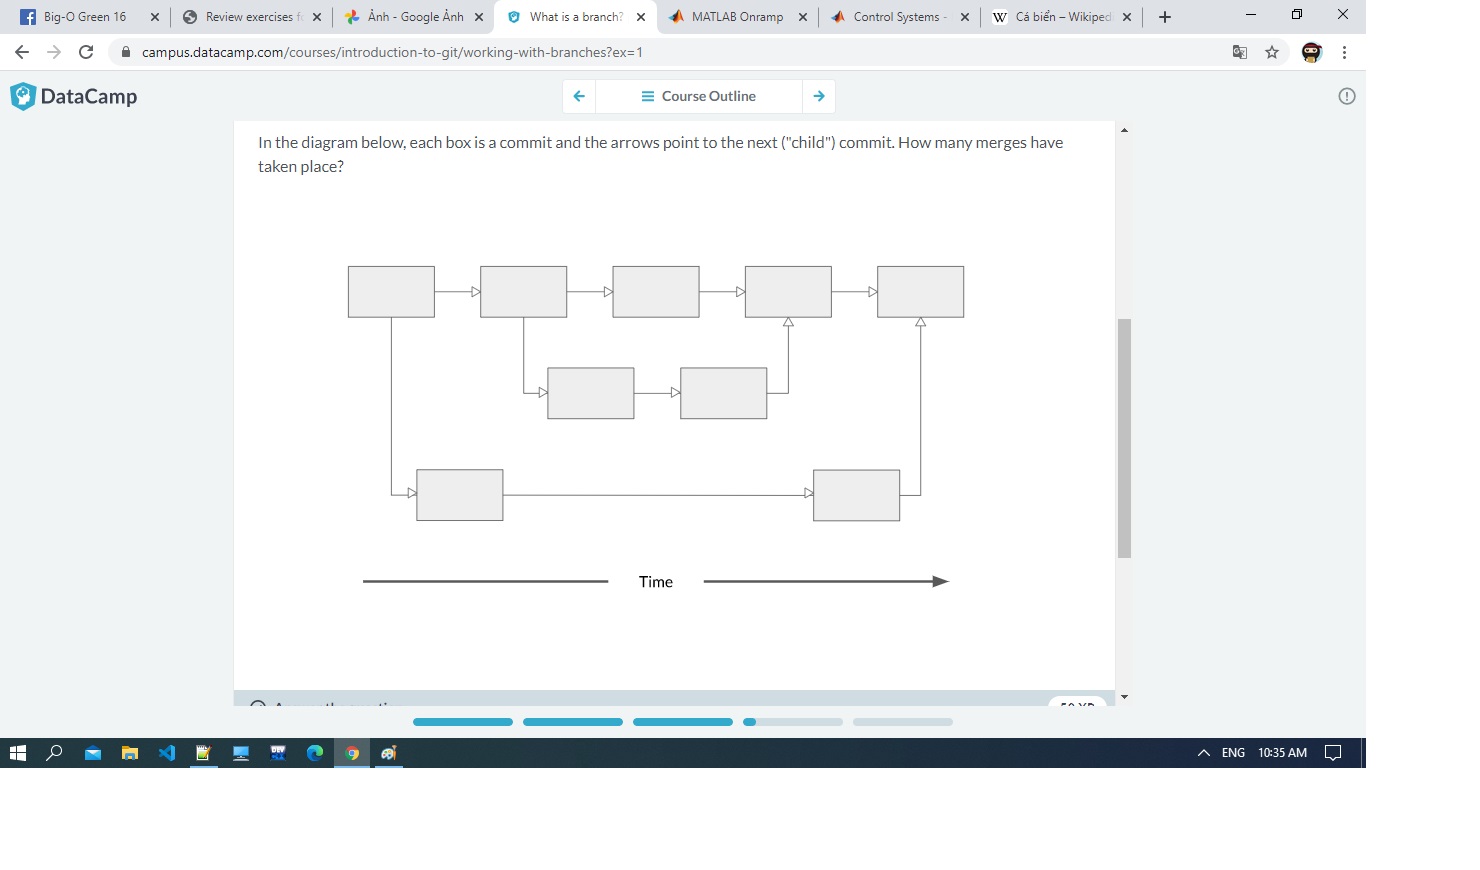 Big-O Green 16
Review exercises f
Ảnh - Google Ảnh
What is a branch?
MATLAB Onramp
Control Systems -
W Cá biển – Wikiped
campus.datacamp.com/courses/introduction-to-git/working-with-branches?ex=1
DataCamp
Course Outline
In the diagram below, each box is a commit and the arrows point to the next ("child") commit. How many merges have
taken place?
Time
ENG 10:35 AM